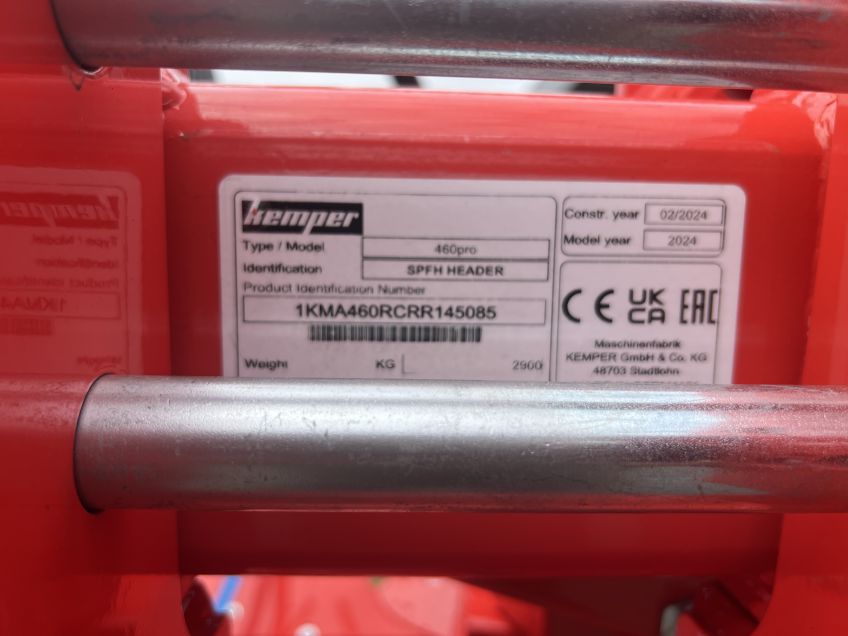 kemper
Type / Model 460pro
Identification SPFH HEADER
Product Identification Number
1KMA460RCRR145085
Weight KG 2900
Constr. year 02/2024
Model year 2024
CE UK CA EAC
Maschinenfabrik
KEMPER GmbH & Co. KG
48703 Stadtlohn